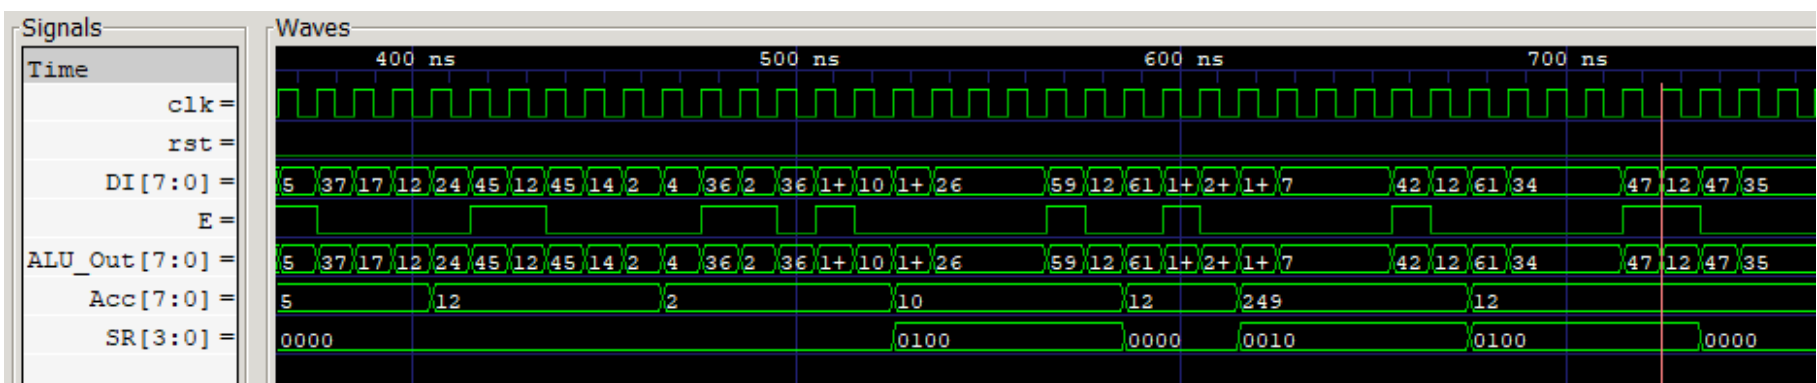 Signals Waves
Time 400 ns 500 ns 600 ns 700 ns
clk =
rst =
DI[7:0] = 5 37 17 12 24 45 12 45 14 2 4 36 2 36 1+ 10 1+ 26 59 12 61 1+ 2+ 1+ 7 42 12 61 34 47 12 47 35
E =
ALU_Out[7:0] = 5 37 17 12 24 45 12 45 14 2 4 36 2 36 1+ 10 1+ 26 59 12 61 1+ 2+ 1+ 7 42 12 61 34 47 12 47 35
Acc[7:0] = 5 12 2 10 12 249 12
SR[3:0] = 0000 0100 0000 0010 0100 0000